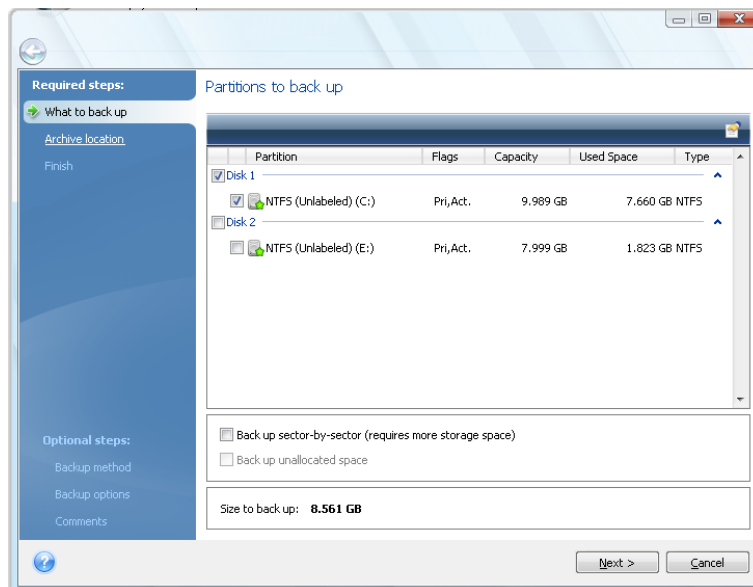 Required steps:
What to back up
Archive location
Finish
Optional steps:
Backup method
Backup options
Comments
Partitions to back up
Partition Flags Capacity Used Space Type
Disk 1
NTFS (Unlabeled) (C:) Pri,Act. 9.989 GB 7.660 GB NTFS
Disk 2
NTFS (Unlabeled) (E:) Pri,Act. 7.999 GB 1.823 GB NTFS
Back up sector-by-sector (requires more storage space)
Back up unallocated space
Size to back up: 8.561 GB
Next >
Cancel